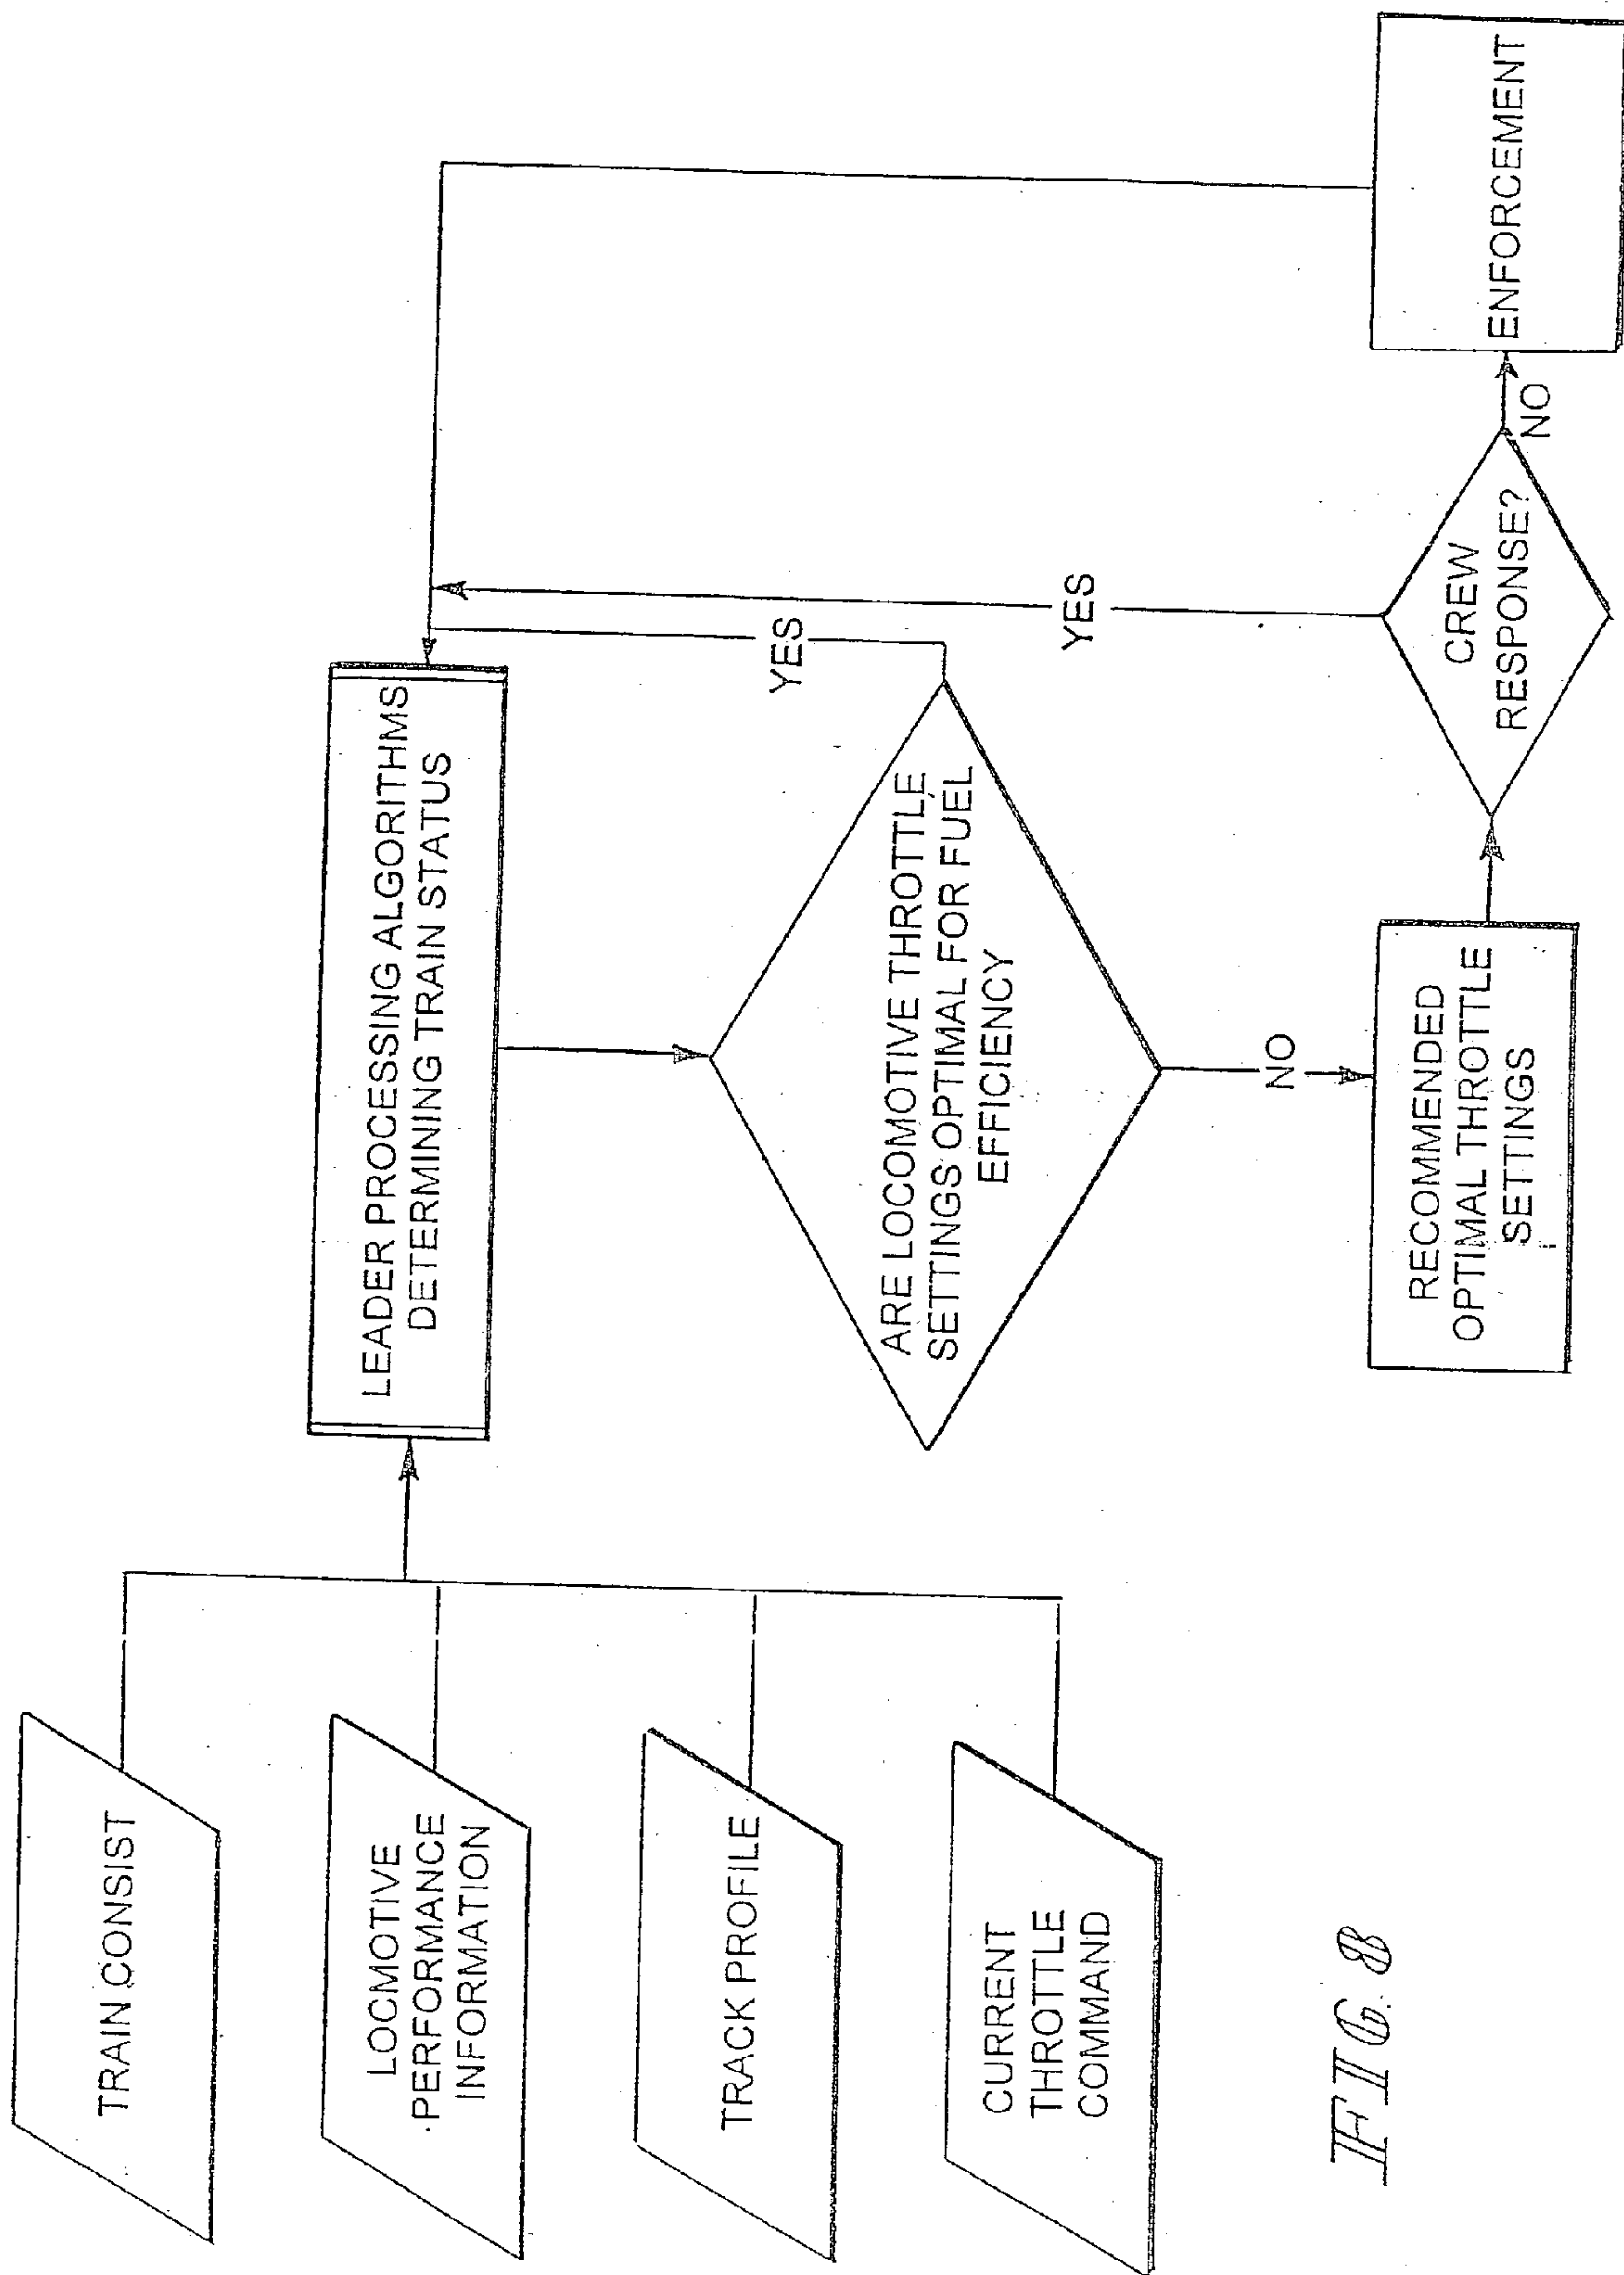 TRAIN CONSIST
LOCMOTIVE
PERFORMANCE
INFORMATION
TRACK PROFILE
CURRENT
THROTTLE
COMMAND
LEADER PROCESSING ALGORITHMS
DETERMINING TRAIN STATUS
ARE LOCOMOTIVE THROTTLE
SETTINGS OPTIMAL FOR FUEL
EFFICIENCY
YES
NO
RECOMMENDED
OPTIMAL THROTTLE
SETTINGS
CREW
RESPONSE?
YES
NO
ENFORCEMENT
FIG. 8